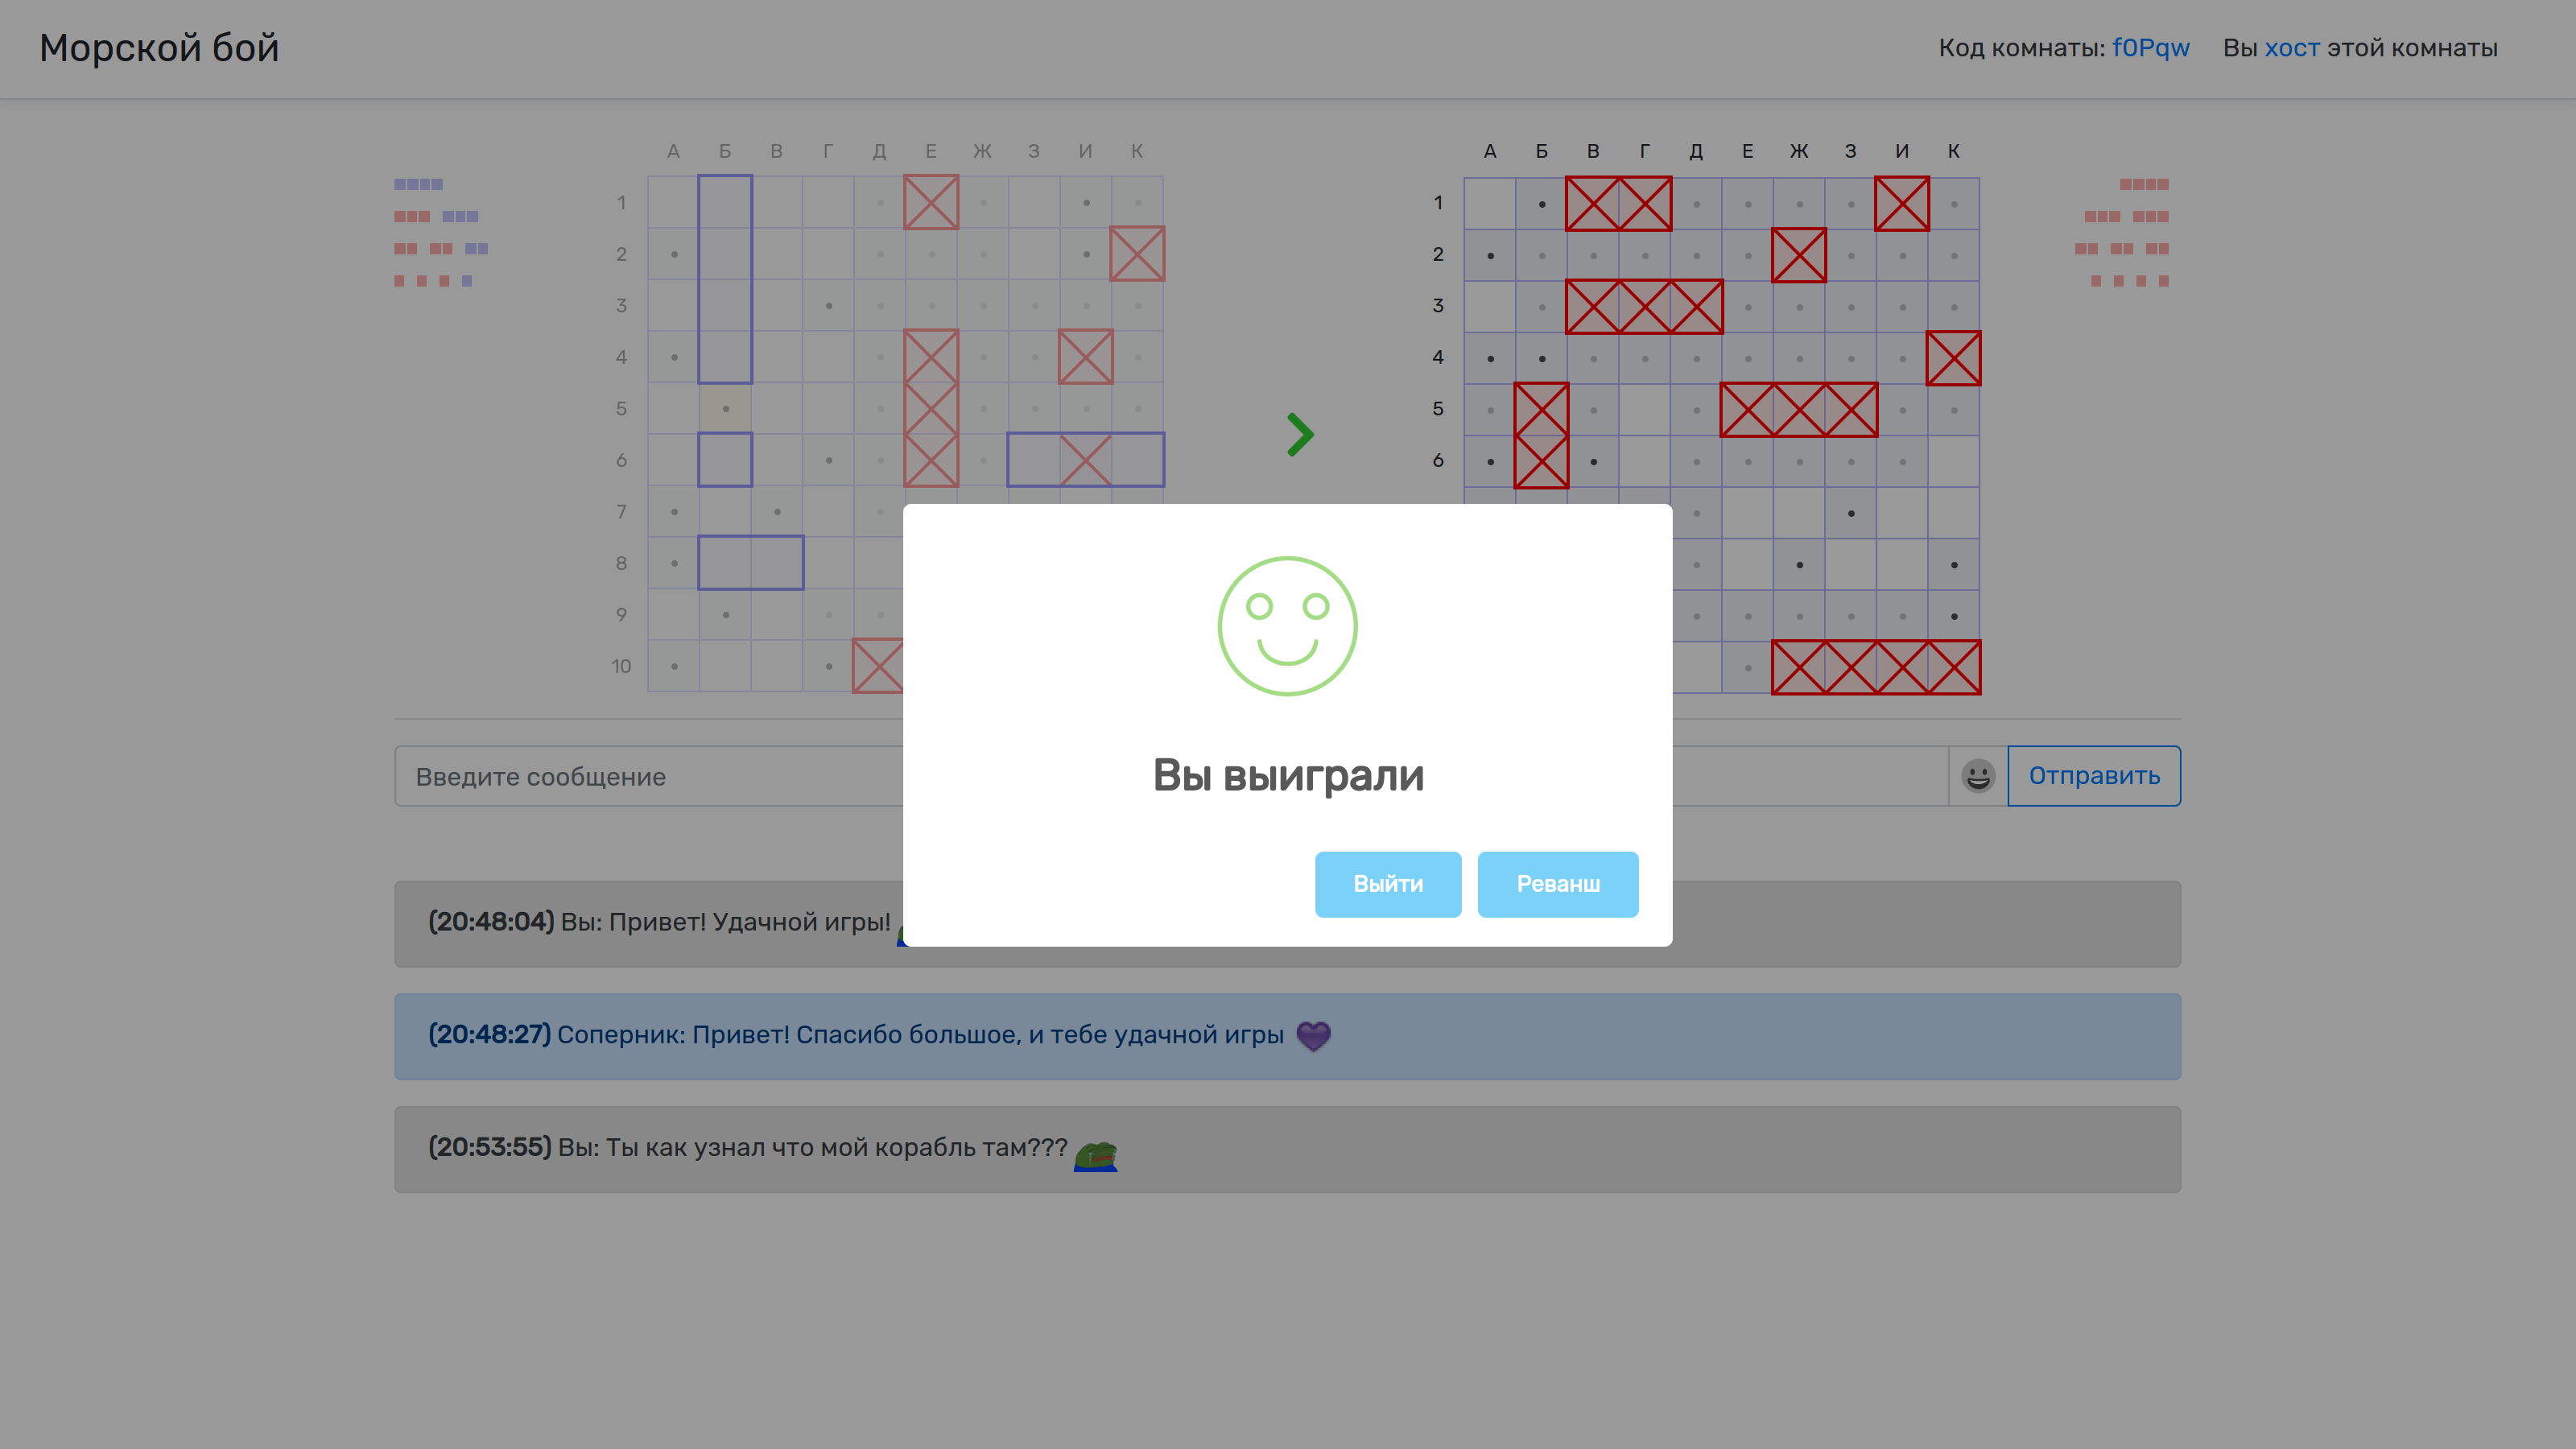 Морской бой
Код комнаты: f0Pqw Вы хост этой комнаты
А Б В Г Д Е Ж З И К
1
2
3
4
5
6
7
8
9
10
А Б В Г Д Е Ж З И К
1
2
3
4
5
6
Вы выиграли
Выйти Реванш
Введите сообщение
Отправить
(20:48:04) Вы: Привет! Удачной игры!
(20:48:27) Соперник: Привет! Спасибо большое, и тебе удачной игры
(20:53:55) Вы: Ты как узнал что мой корабль там???